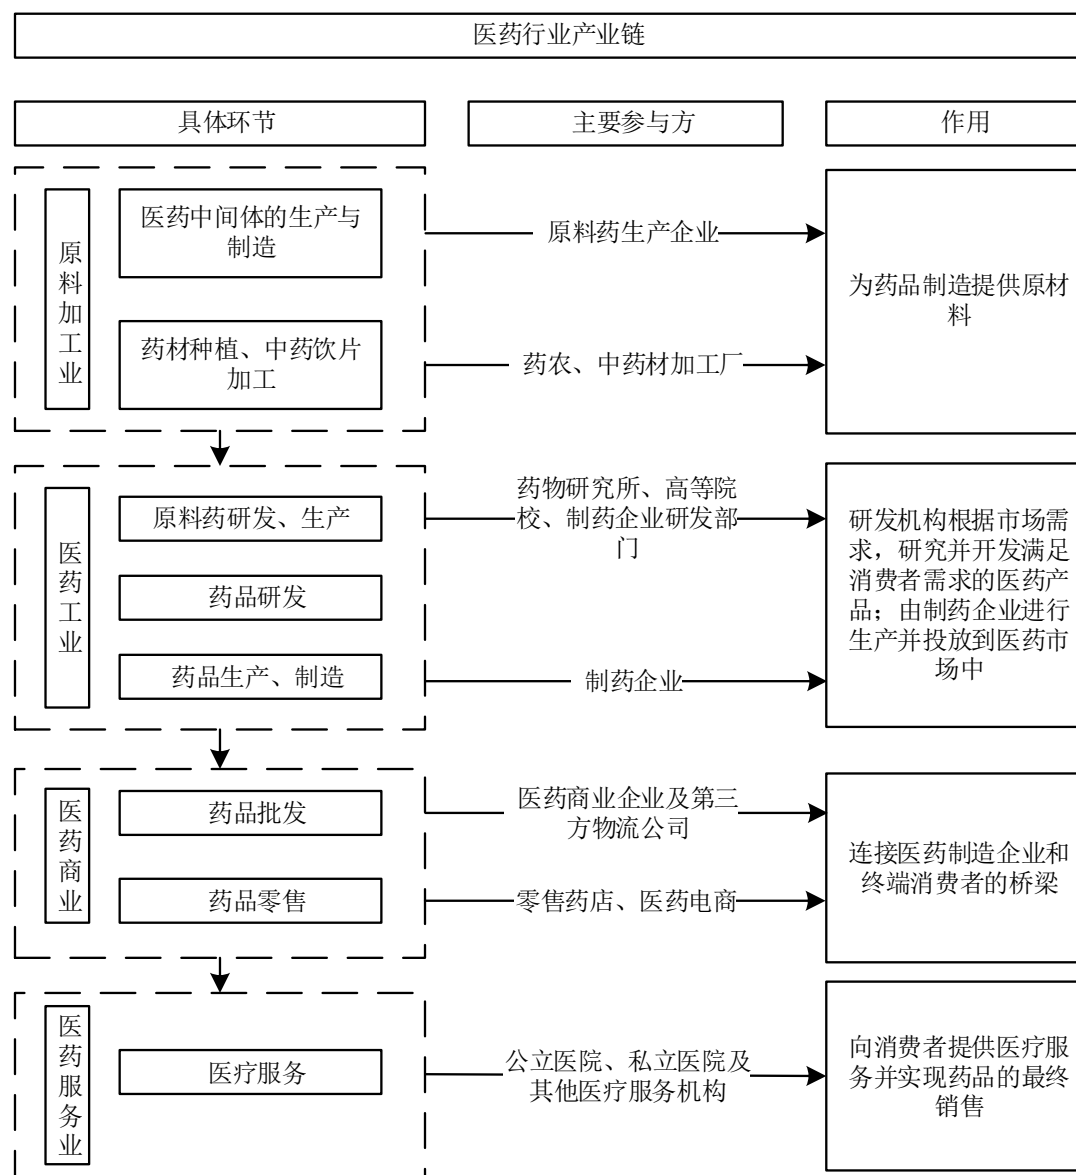 医药行业产业链
具体环节
主要参与方
作用
原料加工业
医药中间体的生产与
制造
原料药生产企业
药材种植、中药饮片
加工
药农、中药材加工厂
为药品制造提供原材
料
医药工业
原料药研发、生产
药物研究所、高等院
校、制药企业研发部
门
药品研发
药品生产、制造
制药企业
研发机构根据市场需
求，研究并开发满足
消费者需求的医药产
品；由制药企业进行
生产并投放到医药市
场中
医药商业
药品批发
医药商业企业及第三
方物流公司
药品零售
零售药店、医药电商
连接医药制造企业和
终端消费者的桥梁
医药服务业
医疗服务
公立医院、私立医院及
其他医疗服务机构
向消费者提供医疗服
务并实现药品的最终
销售